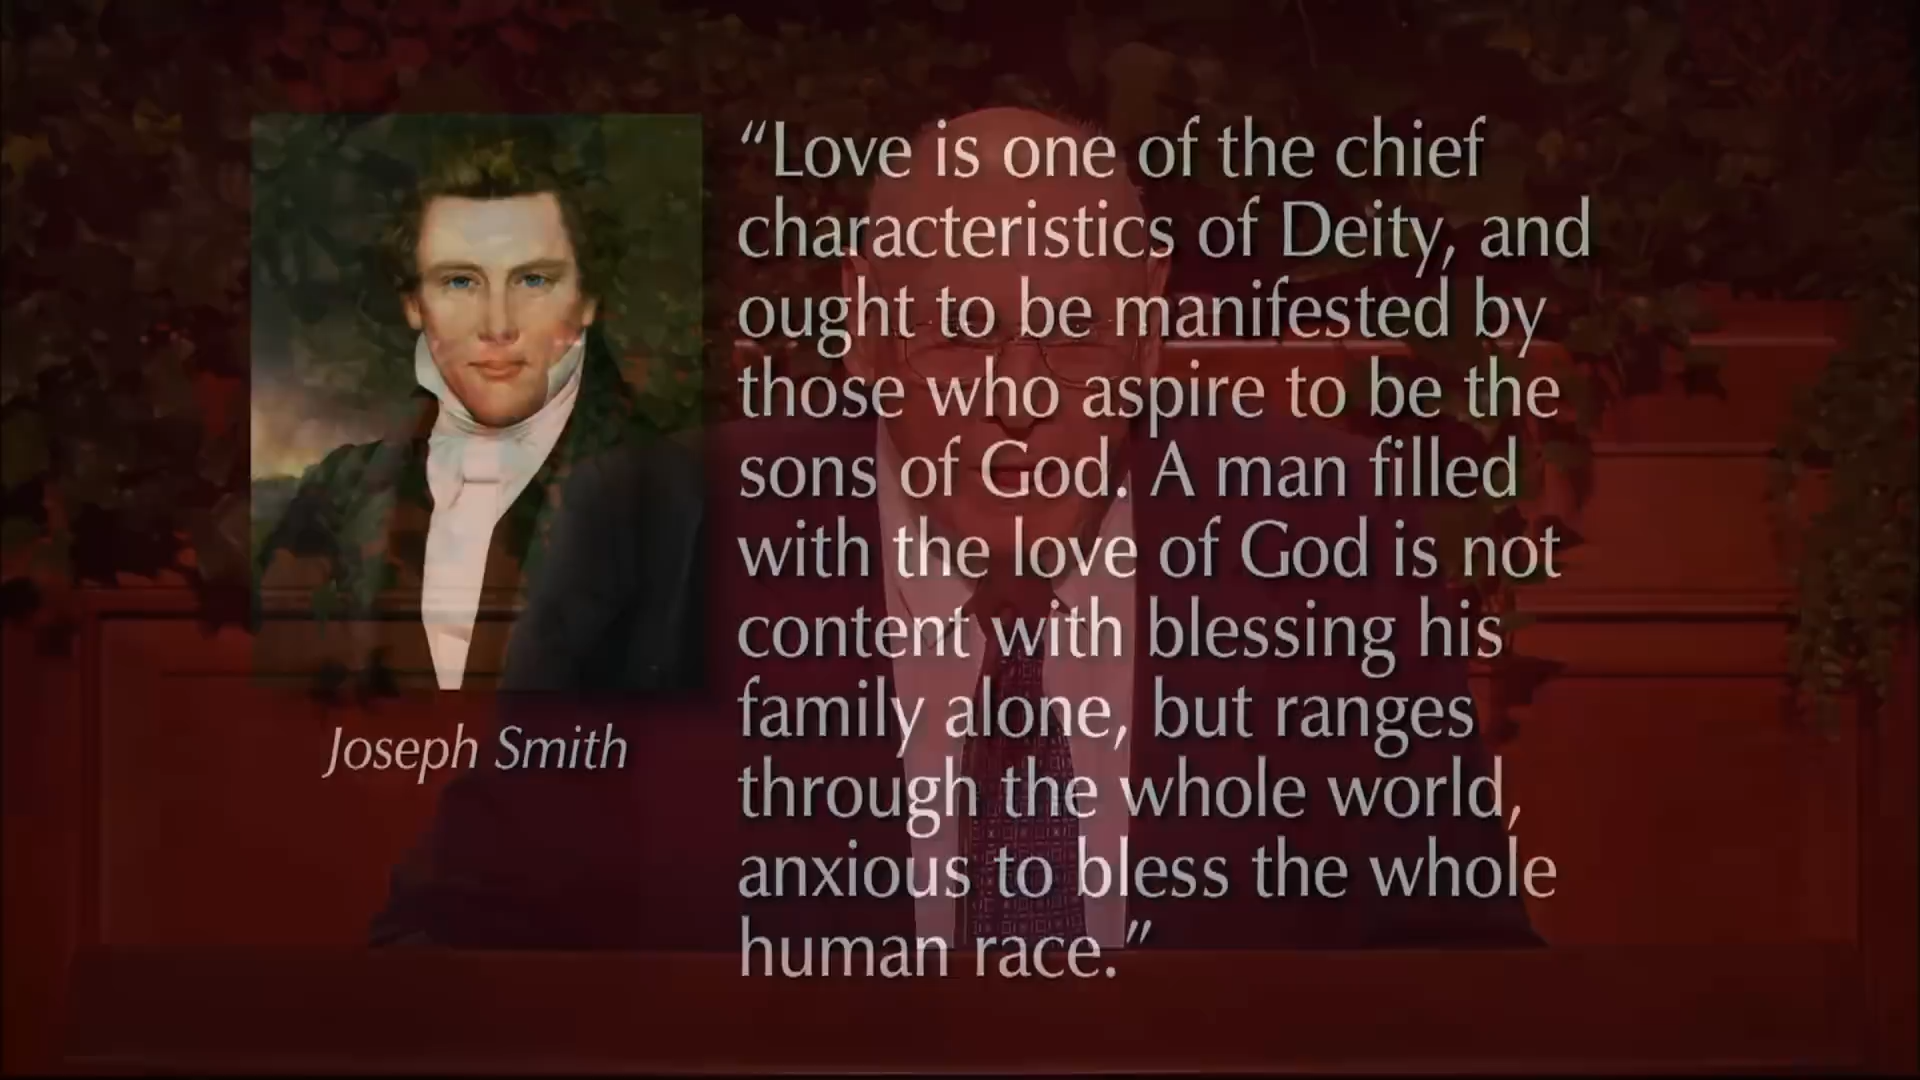 “Love is one of the chief
characteristics of Deity, and
ought to be manifested by
those who aspire to be the
sons of God. A man filled
with the love of God is not
content with blessing his
family alone, but ranges
through the whole world,
anxious to bless the whole
human race.”
Joseph Smith